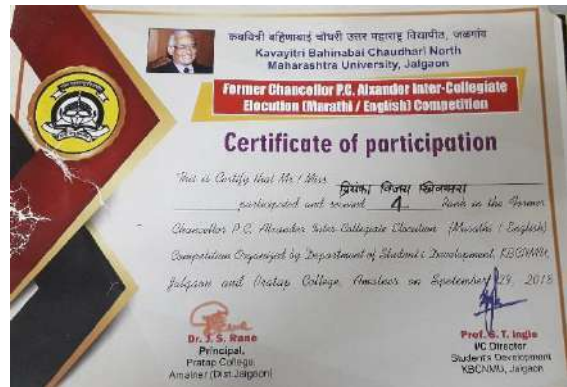 कवयित्री बहिणाबाई चौधरी उत्तर महाराष्ट्र विद्यापीठ, जळगांव
Kavayitri Bahinabai Chaudhari North
Maharashtra University, Jalgaon
Former Chancellor P.C. Alxander Inter-Collegiate
Elocution (Marathi / English) Competition
Certificate of participation
This is Certify that Mr / Miss
प्रियंका विजय
participated and secured 4 Rank in the Former
Chancellor P.C. Alxander Inter Collegiate Elocution (Marathi / English)
Competition Organized by Department of Student's Development, KBCNMU,
Jalgaon and Pratap College, Amalner on September 29, 2018
Dr. J. S. Rane
Principal,
Pratap College,
Amalner (Dist.Jalgaon)
Prof. S. T. Ingle
I/C Director
Student's Development
KBCNMU, Jalgaon